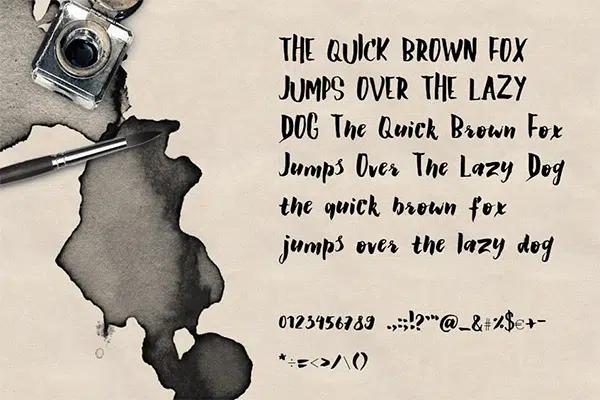 THE QUICK BROWN FOX
JUMPS OVER THE LAZY
DOG The Quick Brown Fox
Jumps Over The Lazy Dog
the quick brown fox
jumps over the lazy dog
0123456789 .,:;!?'"“@_&#%$€+-
*÷=<>/\()